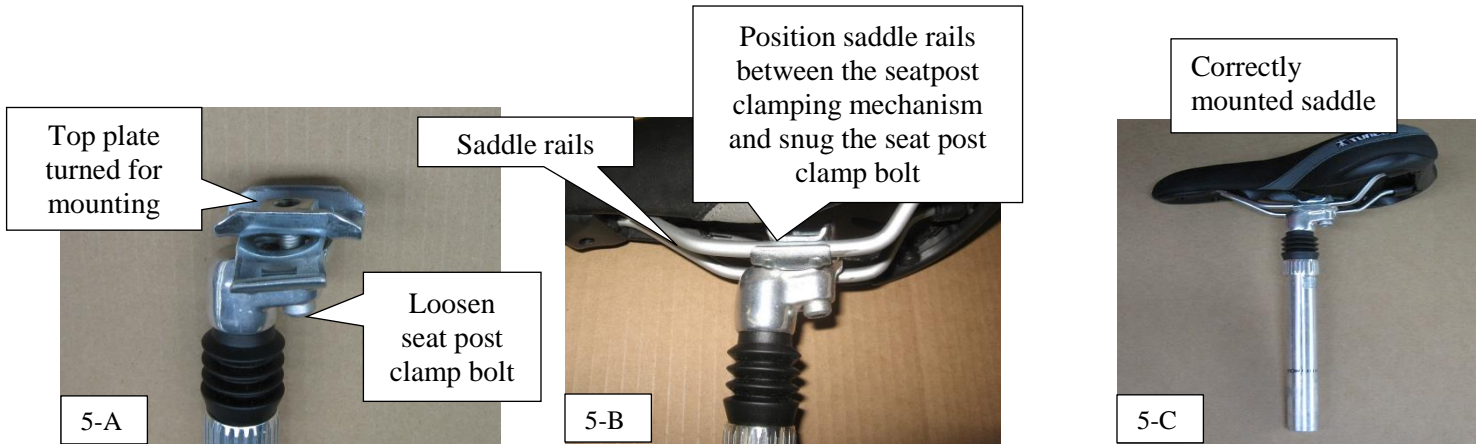 Top plate
turned for
mounting
Loosen
seat post
clamp bolt
5-A
Saddle rails
Position saddle rails
between the seatpost
clamping mechanism
and snug the seat post
clamp bolt
5-B
Correctly
mounted saddle
5-C